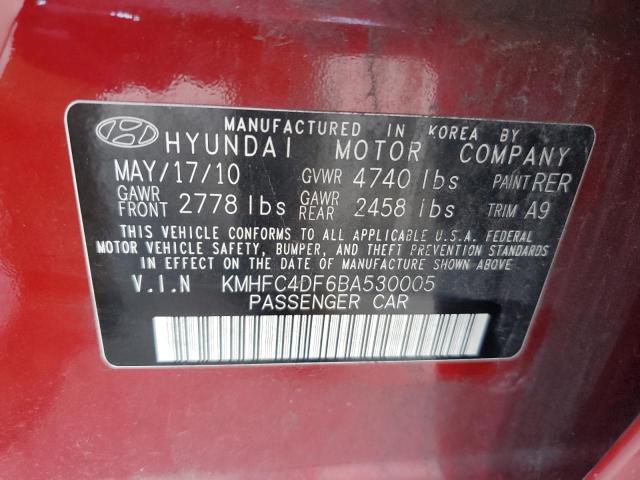 MANUFACTURED IN KOREA BY
HYUNDAI MOTOR COMPANY
MAY/17/10 GVWR 4740 lbs PAINT RER
GAWR FRONT 2778 lbs GAWR REAR 2458 lbs TRIM A9
THIS VEHICLE CONFORMS TO ALL APPLICABLE U.S.A. FEDERAL
MOTOR VEHICLE SAFETY, BUMPER, AND THEFT PREVENTION STANDARDS
IN EFFECT ON THE DATE OF MANUFACTURE SHOWN ABOVE.
V.I.N KMHFC4DF6BA530005
PASSENGER CAR